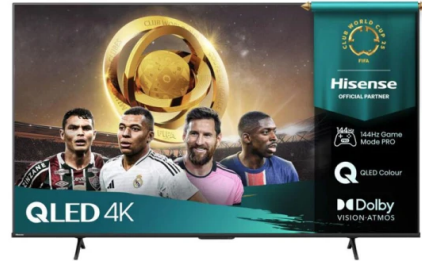 CLUB WORLD CUP 25
FIFA
Hisense
OFFICIAL PARTNER
144Hz
144Hz Game
Mode PRO
QLED Colour
Dolby
VISION·ATMOS
QLED 4K
FIFA